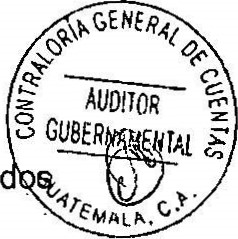 CONTRALORÍA GENERAL DE CUENTAS
AUDITOR
GUBERNAMENTAL
dos
GUATEMALA, C.A.